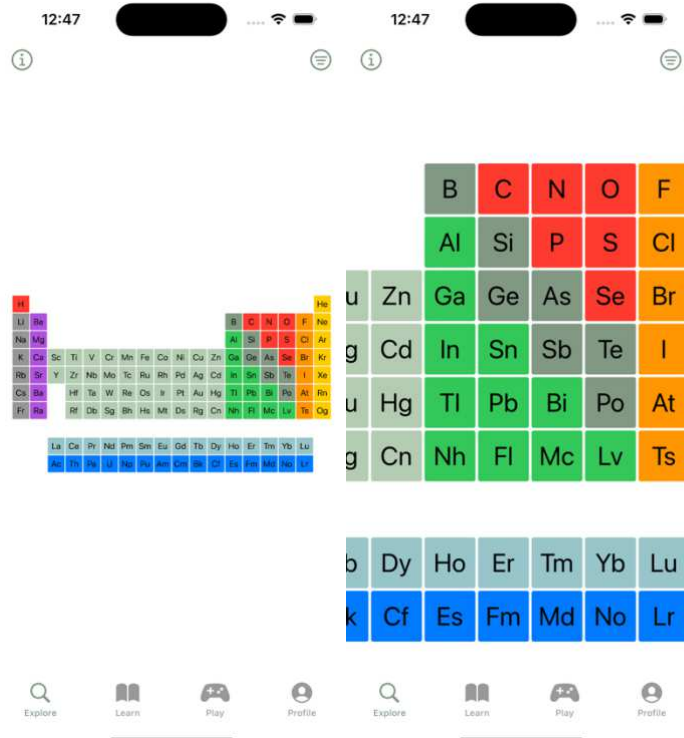 12:47
H He
Li Be B C N O F Ne
Na Mg Al Si P S Cl Ar
K Ca Sc Ti V Cr Mn Fe Co Ni Cu Zn Ga Ge As Se Br Kr
Rb Sr Y Zr Nb Mo Tc Ru Rh Pd Ag Cd In Sn Sb Te I Xe
Cs Ba Hf Ta W Re Os Ir Pt Au Hg Tl Pb Bi Po At Rn
Fr Ra Rf Db Sg Bh Hs Mt Ds Rg Cn Nh Fl Mc Lv Ts Og
La Ce Pr Nd Pm Sm Eu Gd Tb Dy Ho Er Tm Yb Lu
Ac Th Pa U Np Pu Am Cm Bk Cf Es Fm Md No Lr
Explore Learn Play Profile
12:47
B C N O F
Al Si P S Cl
u Zn Ga Ge As Se Br
g Cd In Sn Sb Te I
u Hg Tl Pb Bi Po At
g Cn Nh Fl Mc Lv Ts
b Dy Ho Er Tm Yb Lu
k Cf Es Fm Md No Lr
Explore Learn Play Profile